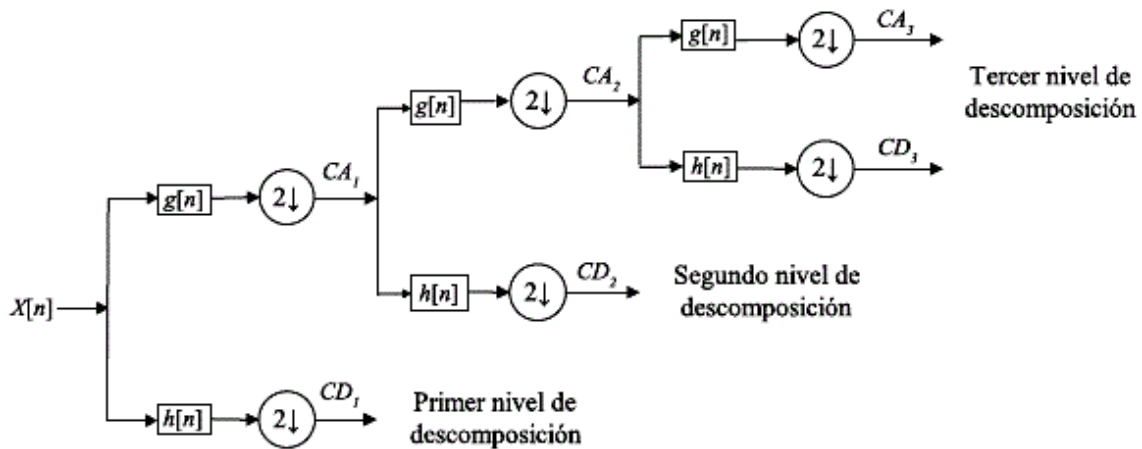 g[n] 2↓ CA₃
Tercer nivel de
descomposición
g[n] 2↓ CA₂
h[n] 2↓ CD₃
g[n] 2↓ CA₁
Segundo nivel de
descomposición
h[n] 2↓ CD₂
X[n]
h[n] 2↓ CD₁
Primer nivel de
descomposición